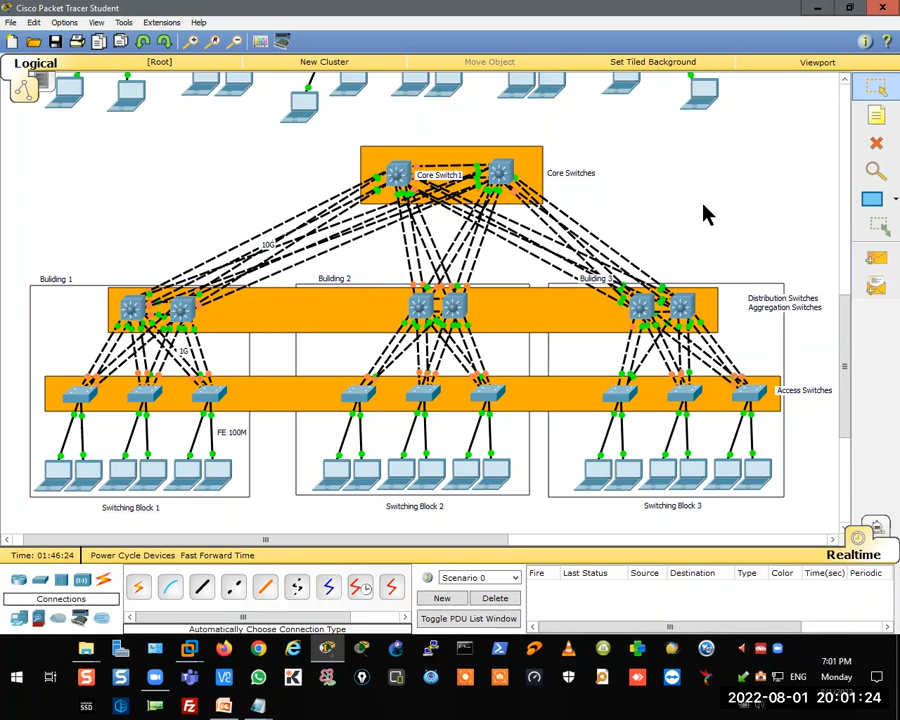 Cisco Packet Tracer Student
File Edit Options View Tools Extensions Help
Logical [Root] New Cluster Move Object Set Tiled Background Viewport
Core Switch1
Core Switches
10G
Buliding 1
Building 2
Building 3
Distribution Switches
Aggregation Switches
1G
Access Switches
FE 100M
Switching Block 1
Switching Block 2
Switching Block 3
Time: 01:46:24 Power Cycle Devices Fast Forward Time
Realtime
Connections
Automatically Choose Connection Type
Scenario 0
New Delete
Toggle PDU List Window
Fire Last Status Source Destination Type Color Time(sec) Periodic
7:01 PM
ENG Monday
2022-08-01 20:01:24
SSD